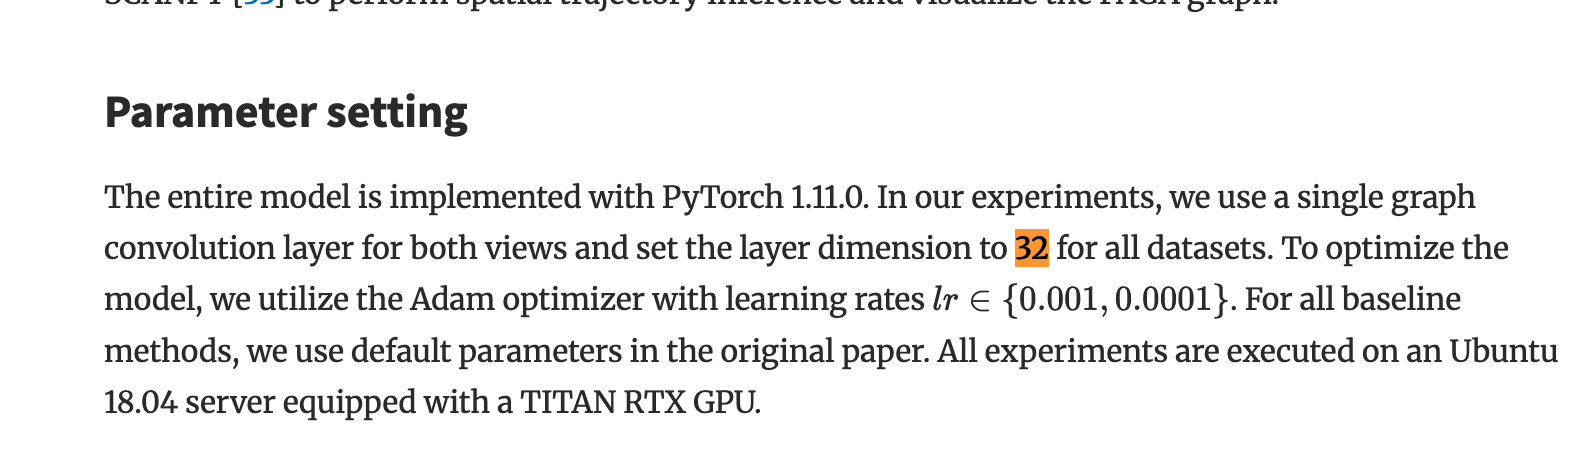 to perform spatial trajectory inference and visualize the PAGA graph.
Parameter setting
The entire model is implemented with PyTorch 1.11.0. In our experiments, we use a single graph
convolution layer for both views and set the layer dimension to 32 for all datasets. To optimize the
model, we utilize the Adam optimizer with learning rates lr ∈ {0.001, 0.0001}. For all baseline
methods, we use default parameters in the original paper. All experiments are executed on an Ubuntu
18.04 server equipped with a TITAN RTX GPU.